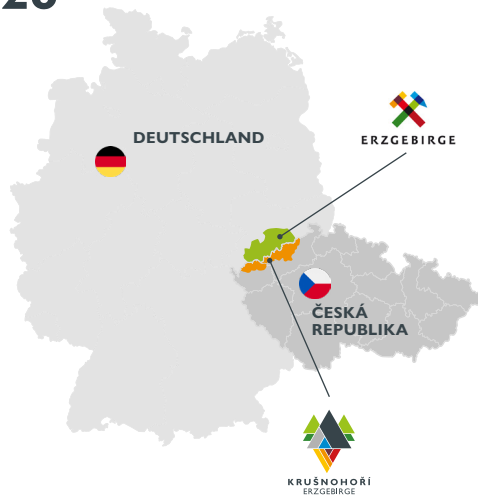 20
DEUTSCHLAND
ERZGEBIRGE
ČESKÁ
REPUBLIKA
KRUŠNOHOŘÍ
ERZGEBIRGE